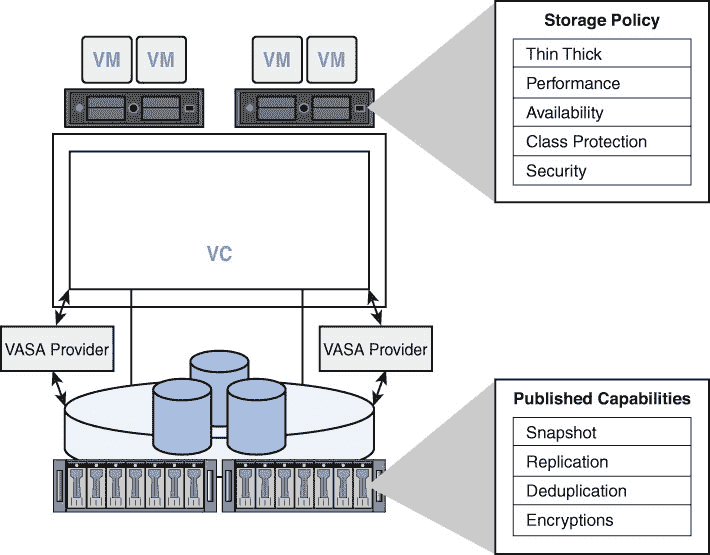 Storage Policy
Thin Thick
Performance
Availability
Class Protection
Security
VM VM VM VM
VC
VASA Provider
VASA Provider
Published Capabilities
Snapshot
Replication
Deduplication
Encryptions